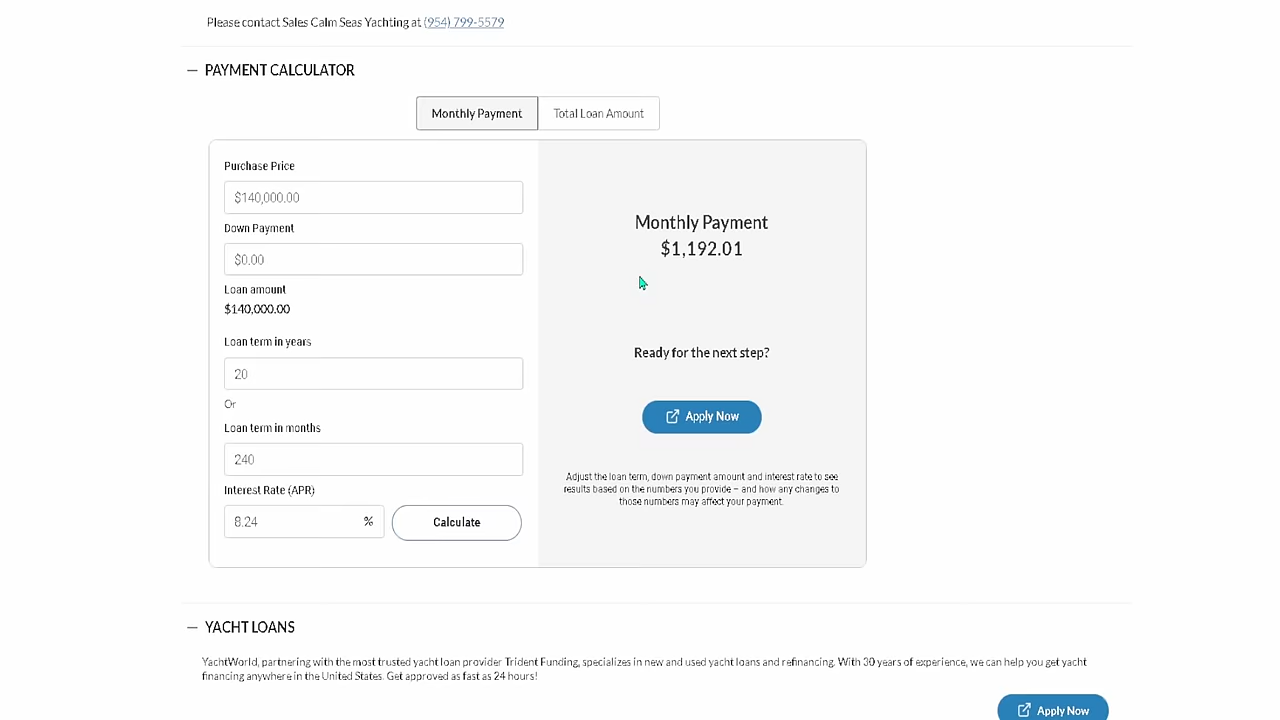 Please contact Sales Calm Seas Yachting at (954) 799-5579
PAYMENT CALCULATOR
Monthly Payment
Total Loan Amount
Purchase Price
$140,000.00
Down Payment
$0.00
Loan amount
$140,000.00
Loan term in years
20
Or
Loan term in months
240
Interest Rate (APR)
8.24 %
Calculate
Monthly Payment
$1,192.01
Ready for the next step?
Apply Now
Adjust the loan term, down payment amount and interest rate to see
results based on the numbers you provide – and how any changes to
those numbers may affect your payment.
YACHT LOANS
YachtWorld, partnering with the most trusted yacht loan provider Trident Funding, specializes in new and used yacht loans and refinancing. With 30 years of experience, we can help you get yacht
financing anywhere in the United States. Get approved as fast as 24 hours!
Apply Now